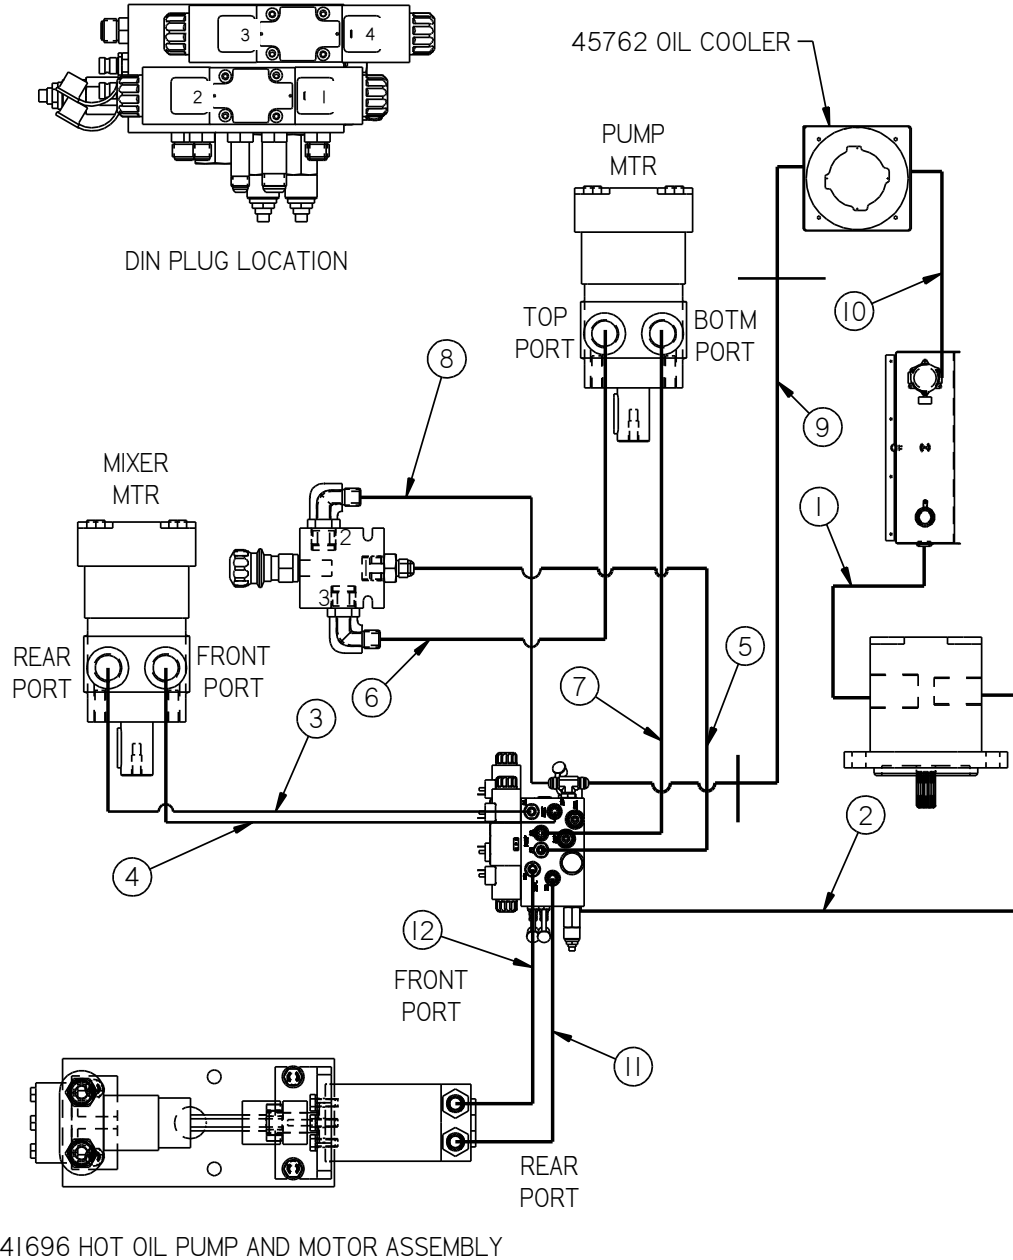 3
4
2
1
DIN PLUG LOCATION
45762 OIL COOLER
PUMP
MTR
TOP
PORT
BOTM
PORT
10
8
9
MIXER
MTR
2
3
1
REAR
PORT
FRONT
PORT
6
5
7
3
4
2
12
FRONT
PORT
11
REAR
PORT
41696 HOT OIL PUMP AND MOTOR ASSEMBLY